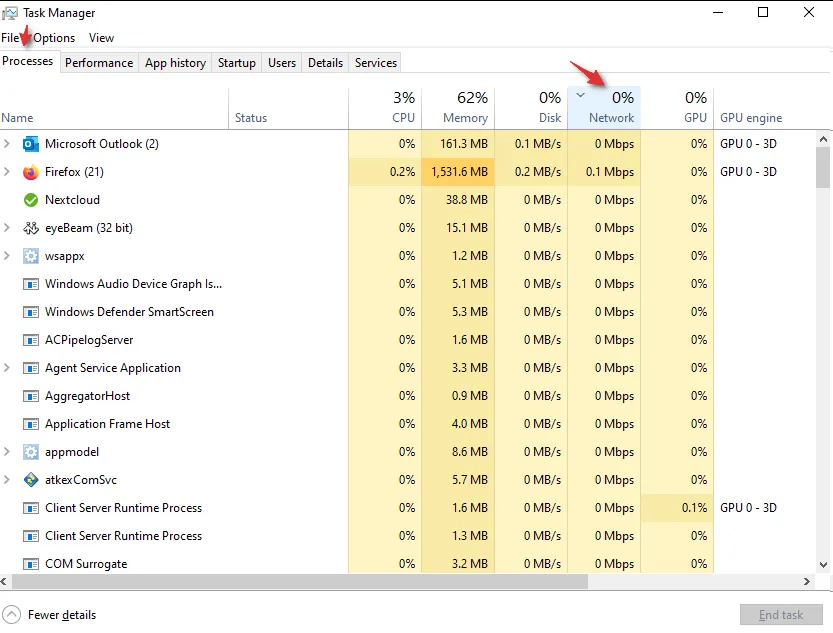 Task Manager
File Options View
Processes Performance App history Startup Users Details Services
3% 62% 0% 0% 0%
Name Status CPU Memory Disk Network GPU GPU engine
Microsoft Outlook (2) 0% 161.3 MB 0.1 MB/s 0 Mbps 0% GPU 0 - 3D
Firefox (21) 0.2% 1,531.6 MB 0.2 MB/s 0.1 Mbps 0% GPU 0 - 3D
Nextcloud 0% 38.8 MB 0 MB/s 0 Mbps 0%
eyeBeam (32 bit) 0% 15.1 MB 0 MB/s 0 Mbps 0%
wsappx 0% 1.2 MB 0 MB/s 0 Mbps 0%
Windows Audio Device Graph Is... 0% 5.1 MB 0 MB/s 0 Mbps 0%
Windows Defender SmartScreen 0% 5.3 MB 0 MB/s 0 Mbps 0%
ACPipelogServer 0% 1.6 MB 0 MB/s 0 Mbps 0%
Agent Service Application 0% 3.3 MB 0 MB/s 0 Mbps 0%
AggregatorHost 0% 0.9 MB 0 MB/s 0 Mbps 0%
Application Frame Host 0% 4.0 MB 0 MB/s 0 Mbps 0%
appmodel 0% 8.6 MB 0 MB/s 0 Mbps 0%
atkexComSvc 0% 5.7 MB 0 MB/s 0 Mbps 0%
Client Server Runtime Process 0% 1.6 MB 0 MB/s 0 Mbps 0.1% GPU 0 - 3D
Client Server Runtime Process 0% 1.3 MB 0 MB/s 0 Mbps 0%
COM Surrogate 0% 3.2 MB 0 MB/s 0 Mbps 0%
Fewer details End task